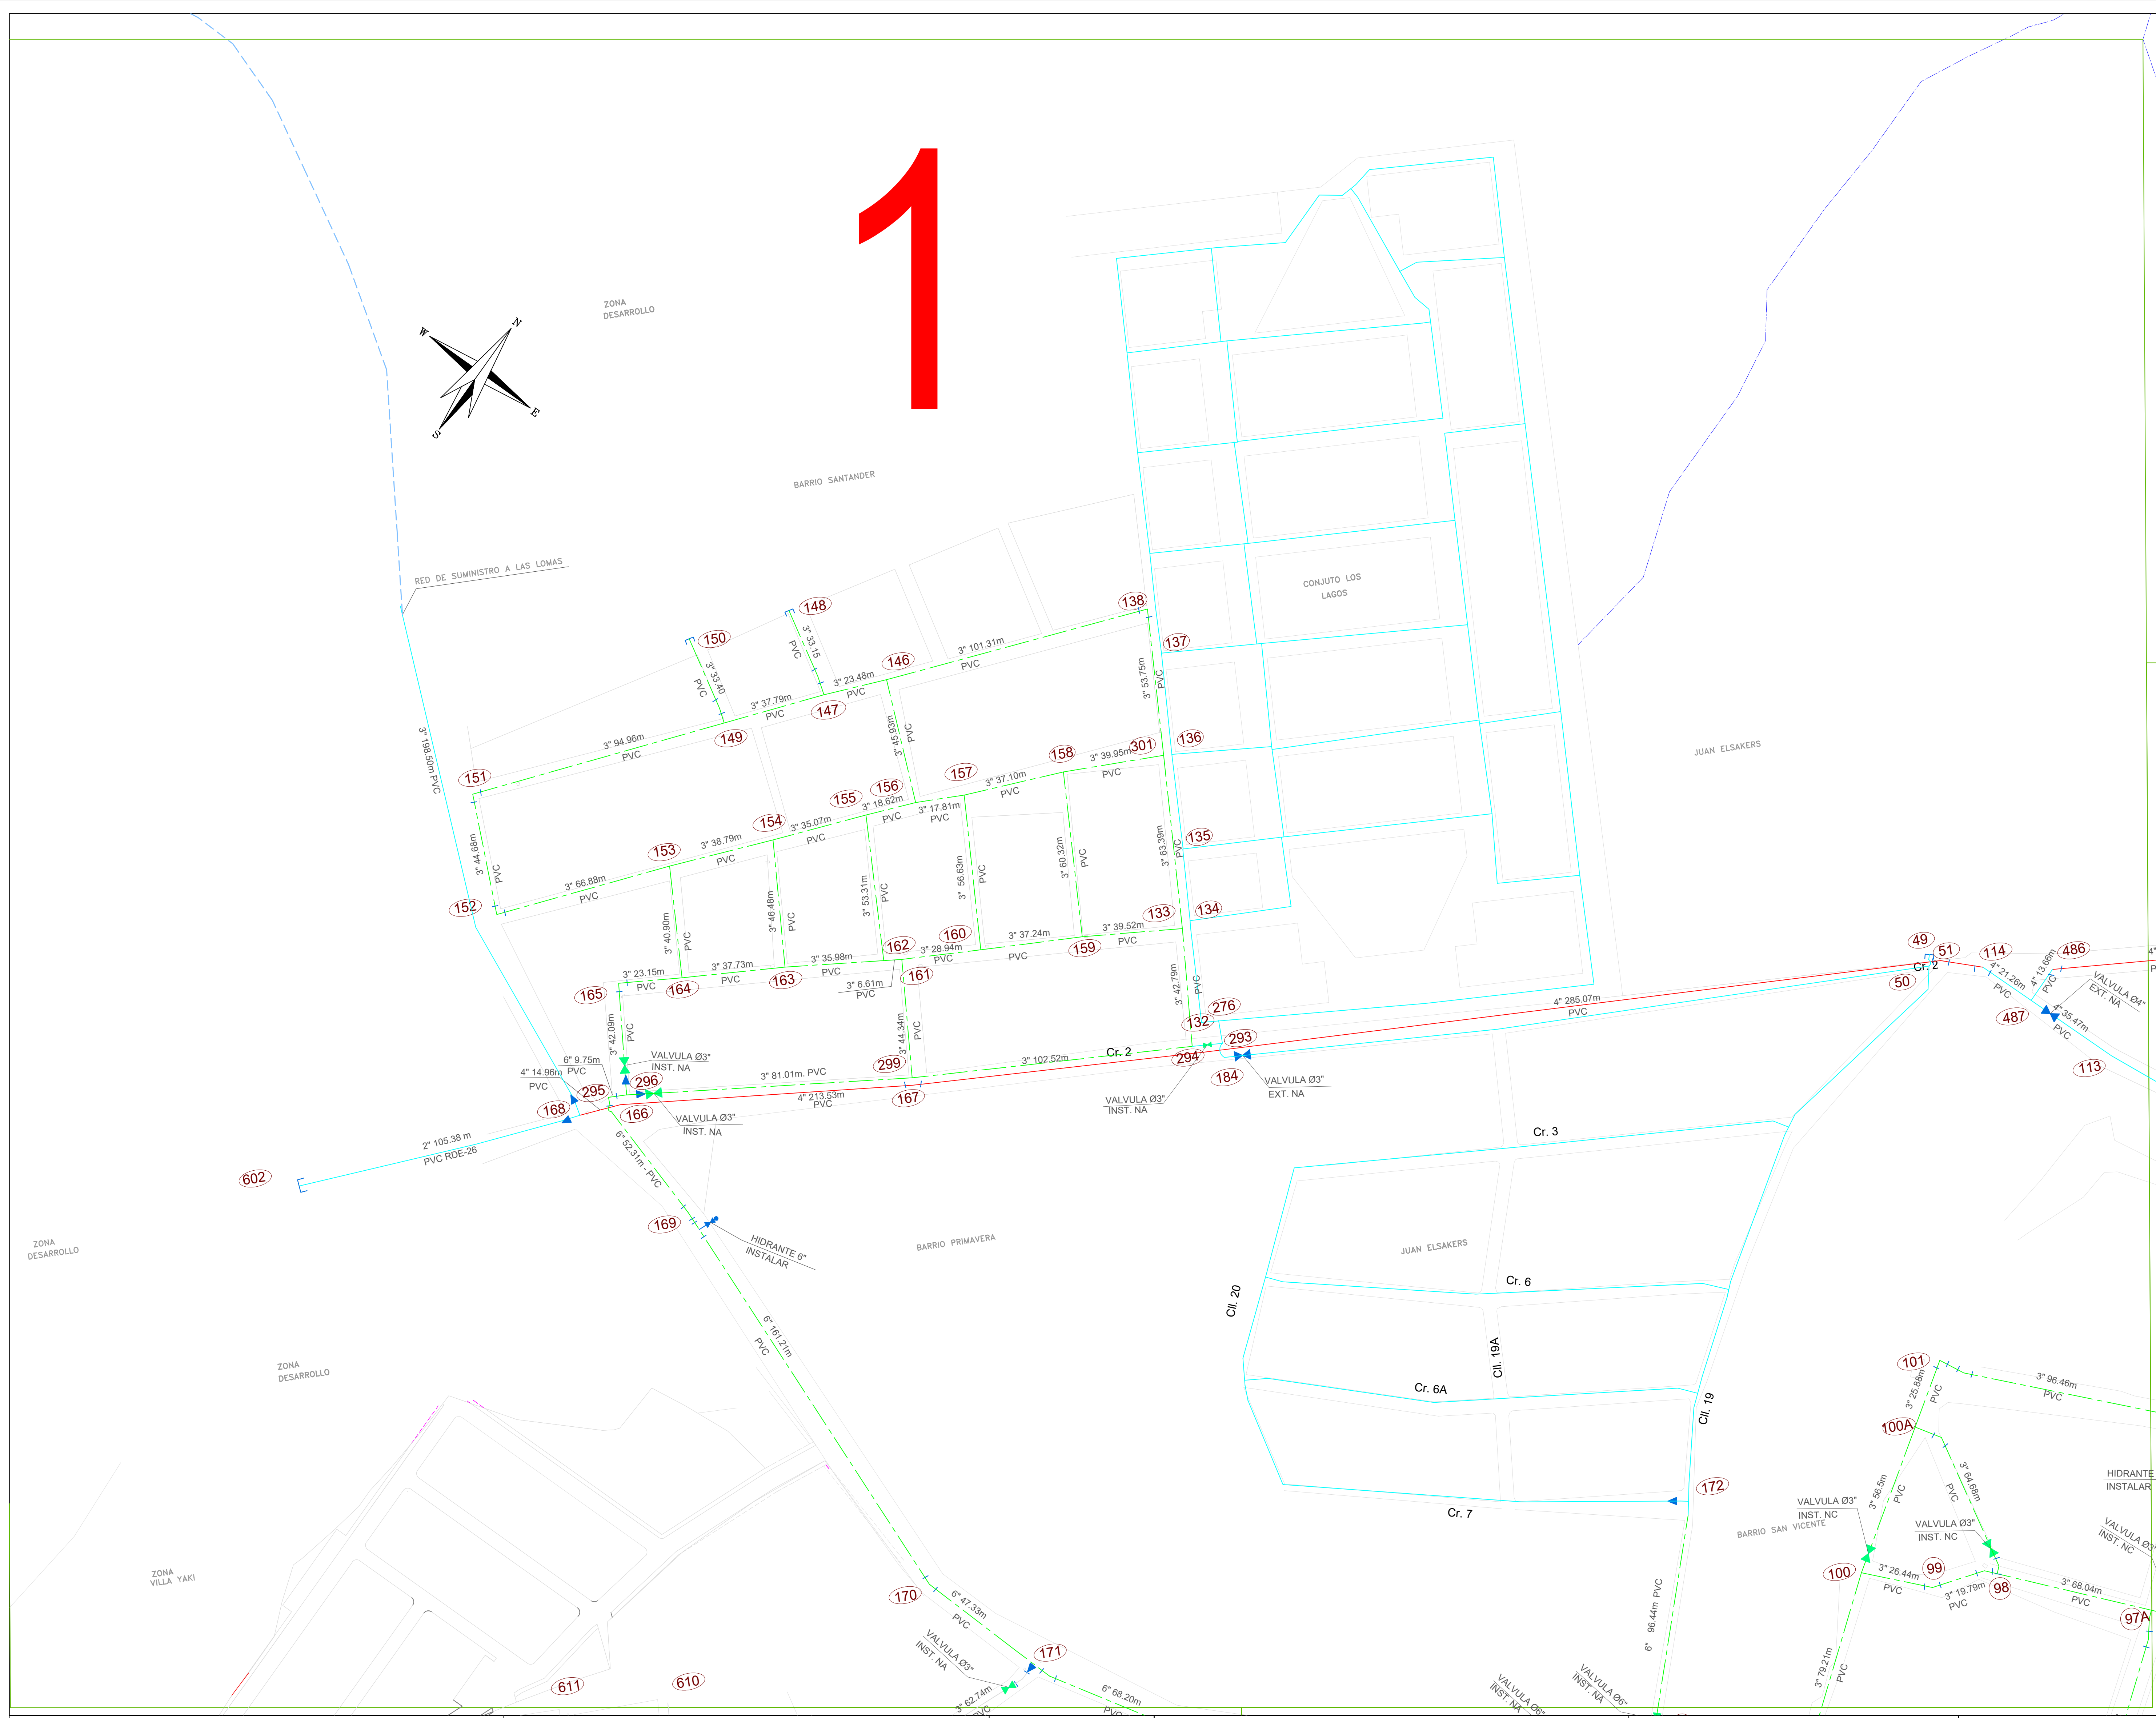 1
ZONA
DESARROLLO
N
W
E
S
BARRIO SANTANDER
RED DE SUMINISTRO A LAS LOMAS
CONJUTO LOS
LAGOS
JUAN ELSAKERS
148
150
138
137
3" 33.15
PVC
3" 33.40
PVC
146
3" 101.31m
PVC
3" 23.48m
PVC
3" 37.79m
PVC
147
149
3" 53.75m
PVC
3" 94.96m
PVC
3" 45.93m
PVC
3" 198.50m PVC
151
136
301
158
3" 39.95m
PVC
157
3" 37.10m
PVC
156
155
3" 18.62m
PVC
3" 17.81m
PVC
154
3" 35.07m
PVC
153
3" 38.79m
PVC
3" 44.68m
PVC
3" 66.88m
PVC
152
135
3" 63.39m
PVC
3" 60.32m
PVC
3" 56.63m
PVC
3" 53.31m
PVC
3" 46.48m
PVC
3" 40.90m
PVC
134
133
160
162
3" 39.52m
PVC
3" 37.24m
PVC
159
3" 28.94m
PVC
161
3" 35.98m
PVC
163
3" 37.73m
PVC
164
3" 23.15m
PVC
165
3" 6.61m
PVC
3" 42.79m
PVC
3" 44.34m
PVC
3" 42.09m
PVC
276
132
293
294
184
Cr. 2
4" 285.07m
PVC
49
51
50
Cr. 2
114
486
4" 21.26m
PVC
4" 13.66m
PVC
VALVULA Ø4"
EXT. NA
487
4" 35.47m
PVC
113
4"
VALVULA Ø3"
INST. NA
6" 9.75m
PVC
4" 14.96m
PVC
295
296
299
3" 102.52m
3" 81.01m. PVC
4" 213.53m
PVC
167
168
166
VALVULA Ø3"
INST. NA
VALVULA Ø3"
INST. NA
VALVULA Ø3"
EXT. NA
2" 105.38 m
PVC RDE-26
602
6" 52.31m - PVC
169
HIDRANTE 6"
INSTALAR
BARRIO PRIMAVERA
ZONA
DESARROLLO
Cr. 3
JUAN ELSAKERS
Cr. 6
Cll. 20
Cll. 19A
Cr. 6A
Cll. 19
Cr. 7
172
6" 161.21m
PVC
ZONA
DESARROLLO
ZONA
VILLA YAKI
170
6" 47.33m
PVC
171
VALVULA Ø3"
INST. NA
3" 62.74m
PVC
6" 68.20m
PVC
611
610
6" 96.44m PVC
VALVULA Ø6"
INST. NA
VALVULA Ø6"
INST. NA
101
3" 25.88m
PVC
3" 96.46m
PVC
100A
3" 64.68m
PVC
3" 56.5m
PVC
HIDRANTE
INSTALAR
VALVULA Ø3"
INST. NC
BARRIO SAN VICENTE
VALVULA Ø3"
INST. NC
VALVULA Ø3"
INST. NC
100
3" 26.44m
PVC
99
3" 19.79m
PVC
98
3" 68.04m
PVC
97A
3" 79.21m
PVC